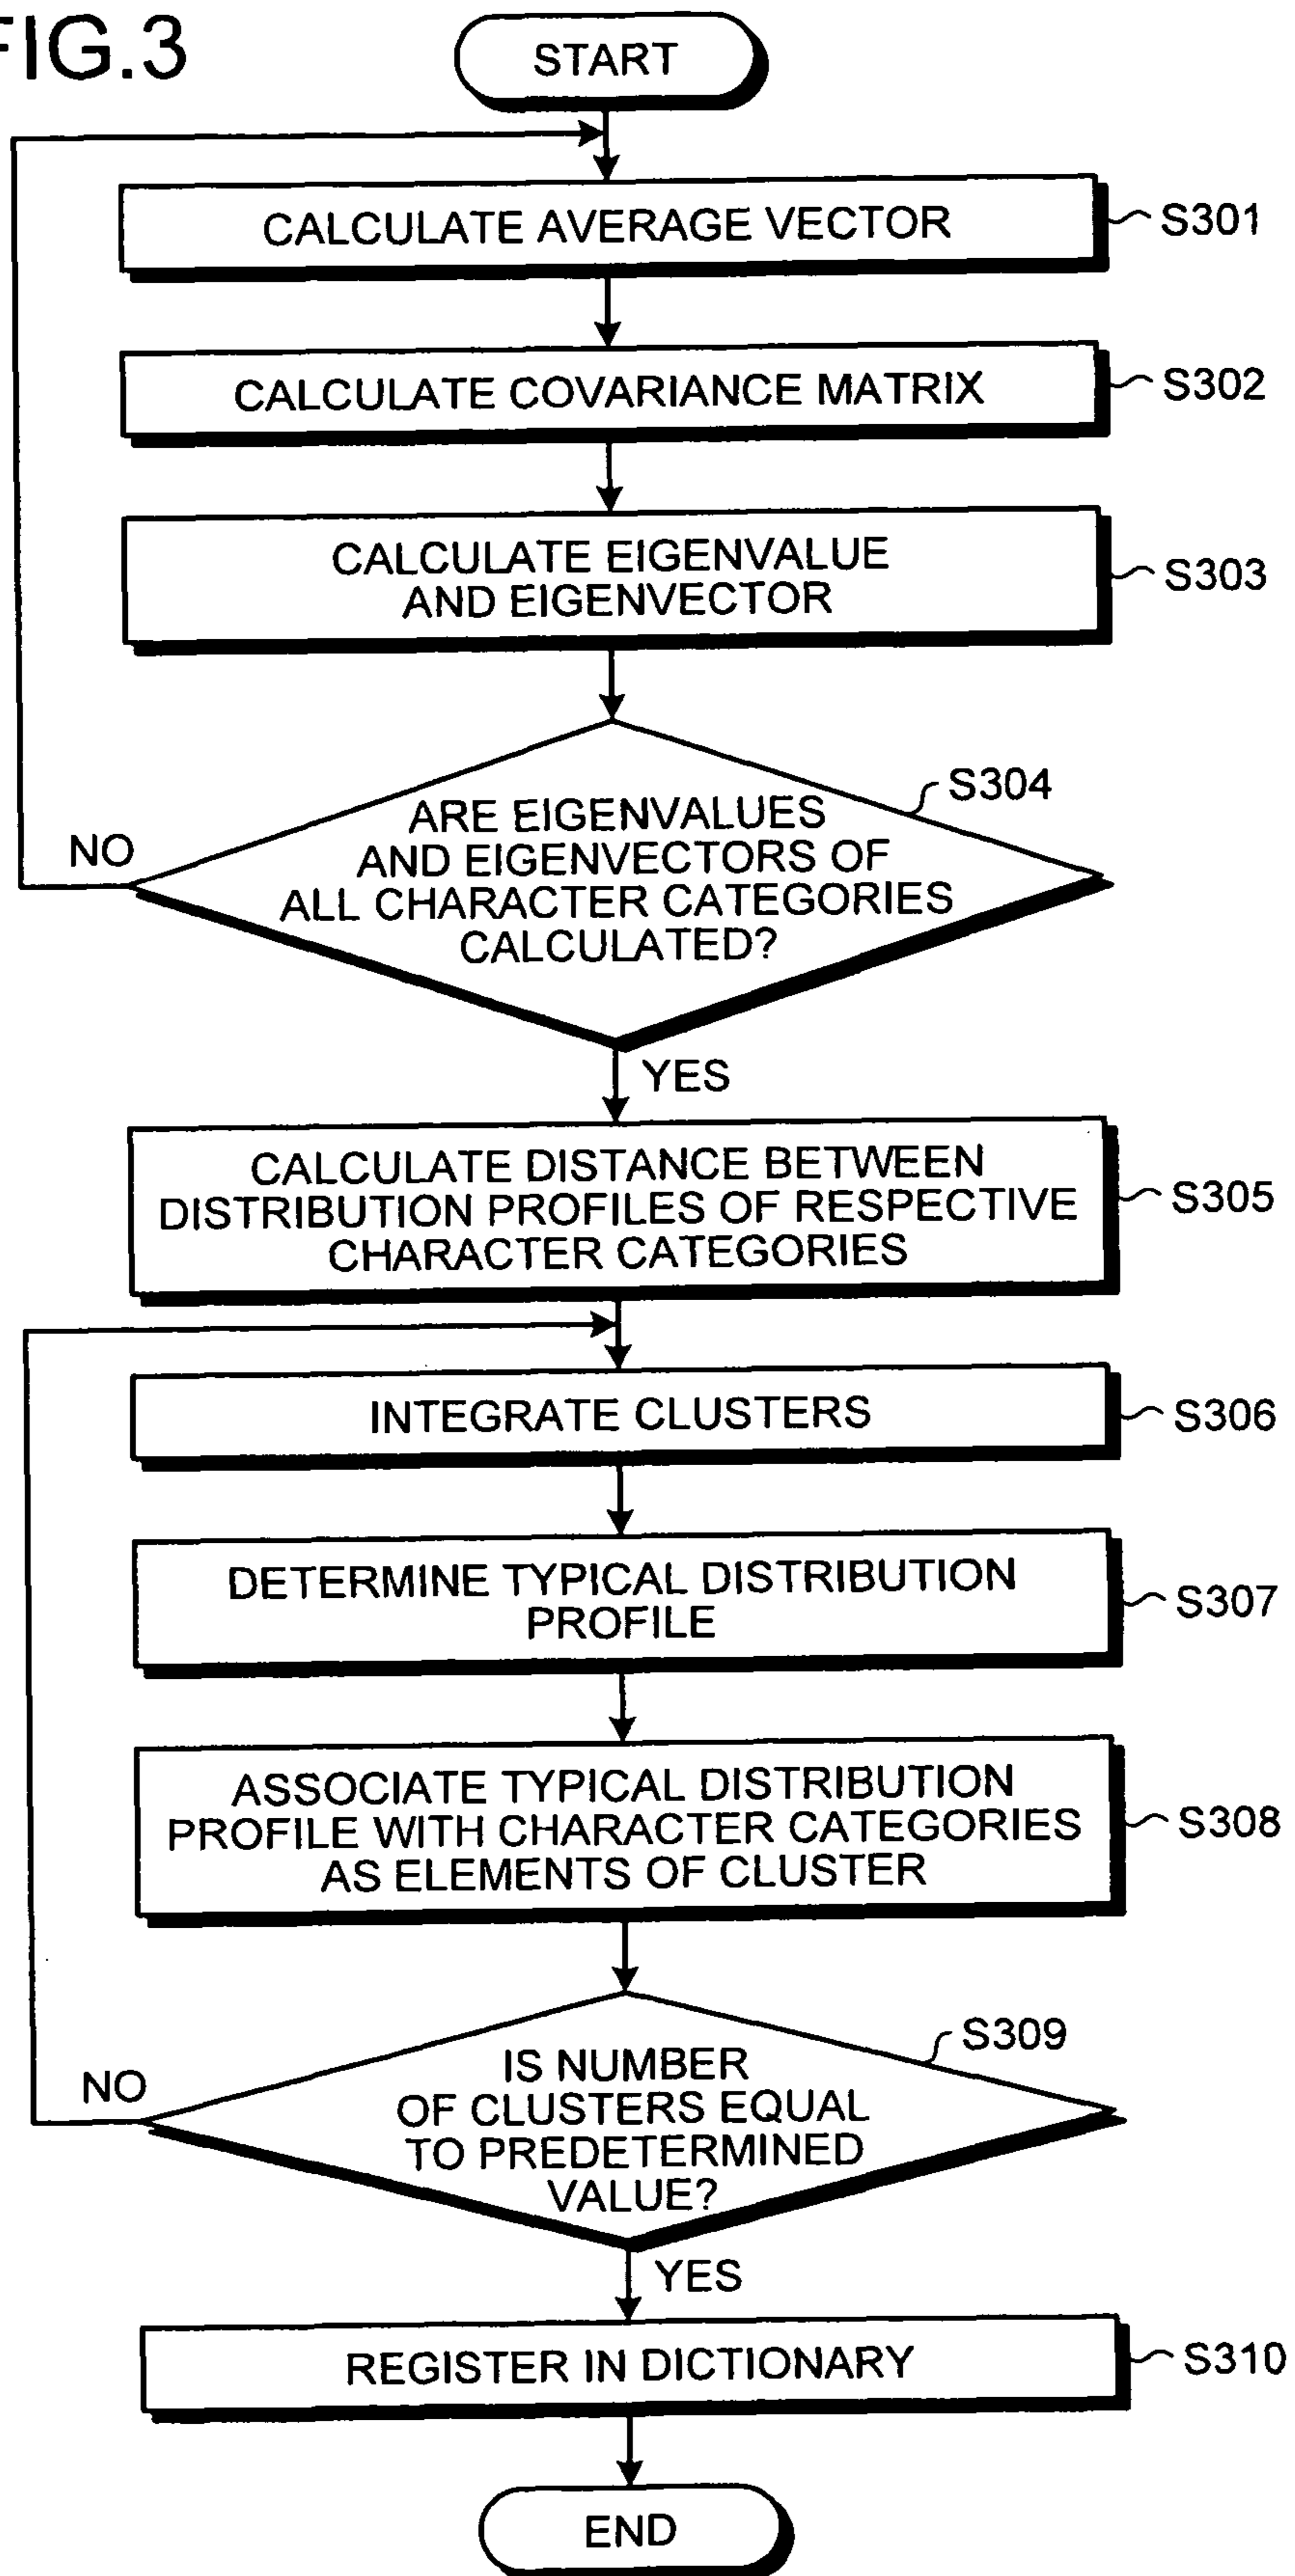 FIG.3
START
CALCULATE AVERAGE VECTOR
S301
CALCULATE COVARIANCE MATRIX
S302
CALCULATE EIGENVALUE
AND EIGENVECTOR
S303
S304
ARE EIGENVALUES
AND EIGENVECTORS OF
ALL CHARACTER CATEGORIES
CALCULATED?
NO
YES
CALCULATE DISTANCE BETWEEN
DISTRIBUTION PROFILES OF RESPECTIVE
CHARACTER CATEGORIES
S305
INTEGRATE CLUSTERS
S306
DETERMINE TYPICAL DISTRIBUTION
PROFILE
S307
ASSOCIATE TYPICAL DISTRIBUTION
PROFILE WITH CHARACTER CATEGORIES
AS ELEMENTS OF CLUSTER
S308
S309
IS NUMBER
OF CLUSTERS EQUAL
TO PREDETERMINED
VALUE?
NO
YES
REGISTER IN DICTIONARY
S310
END